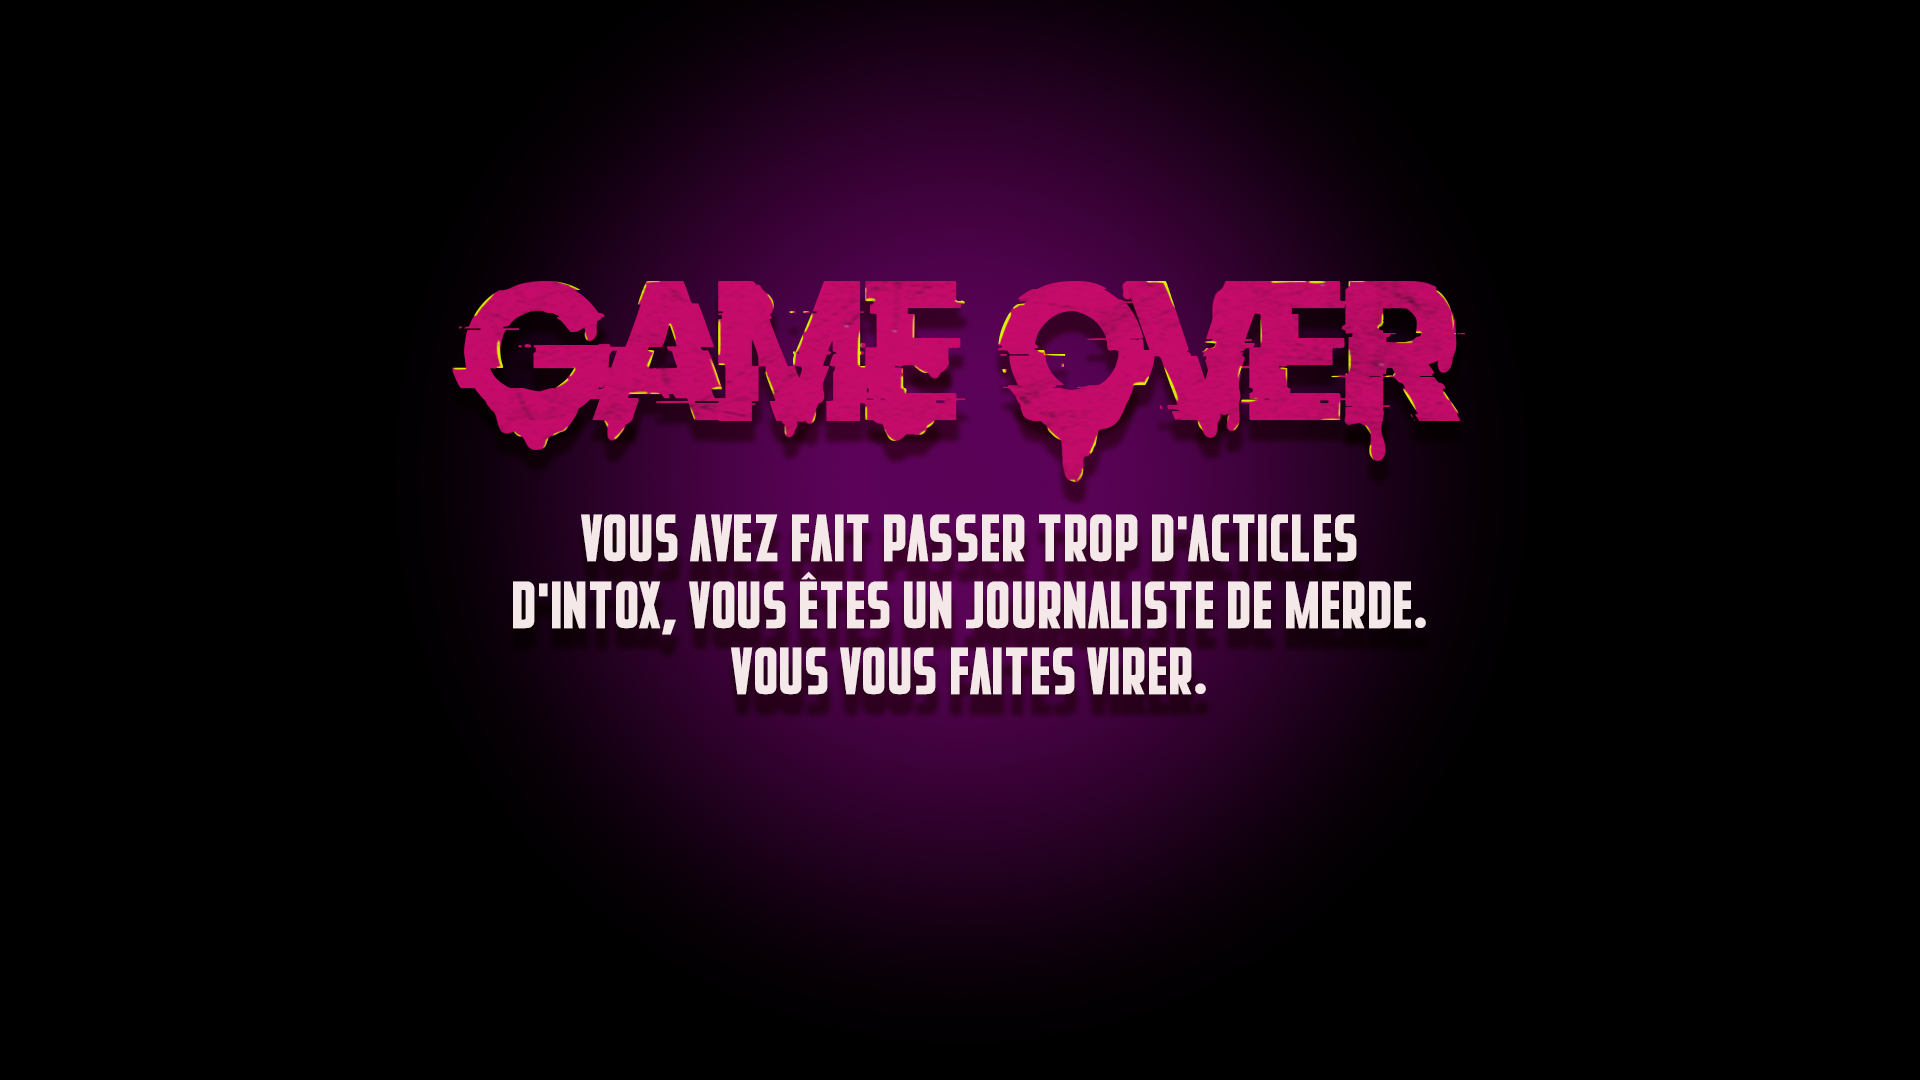 GAME OVER
VOUS AVEZ FAIT PASSER TROP D'ACTICLES
D'INTOX, VOUS ÊTES UN JOURNALISTE DE MERDE.
VOUS VOUS FAITES VIRER.